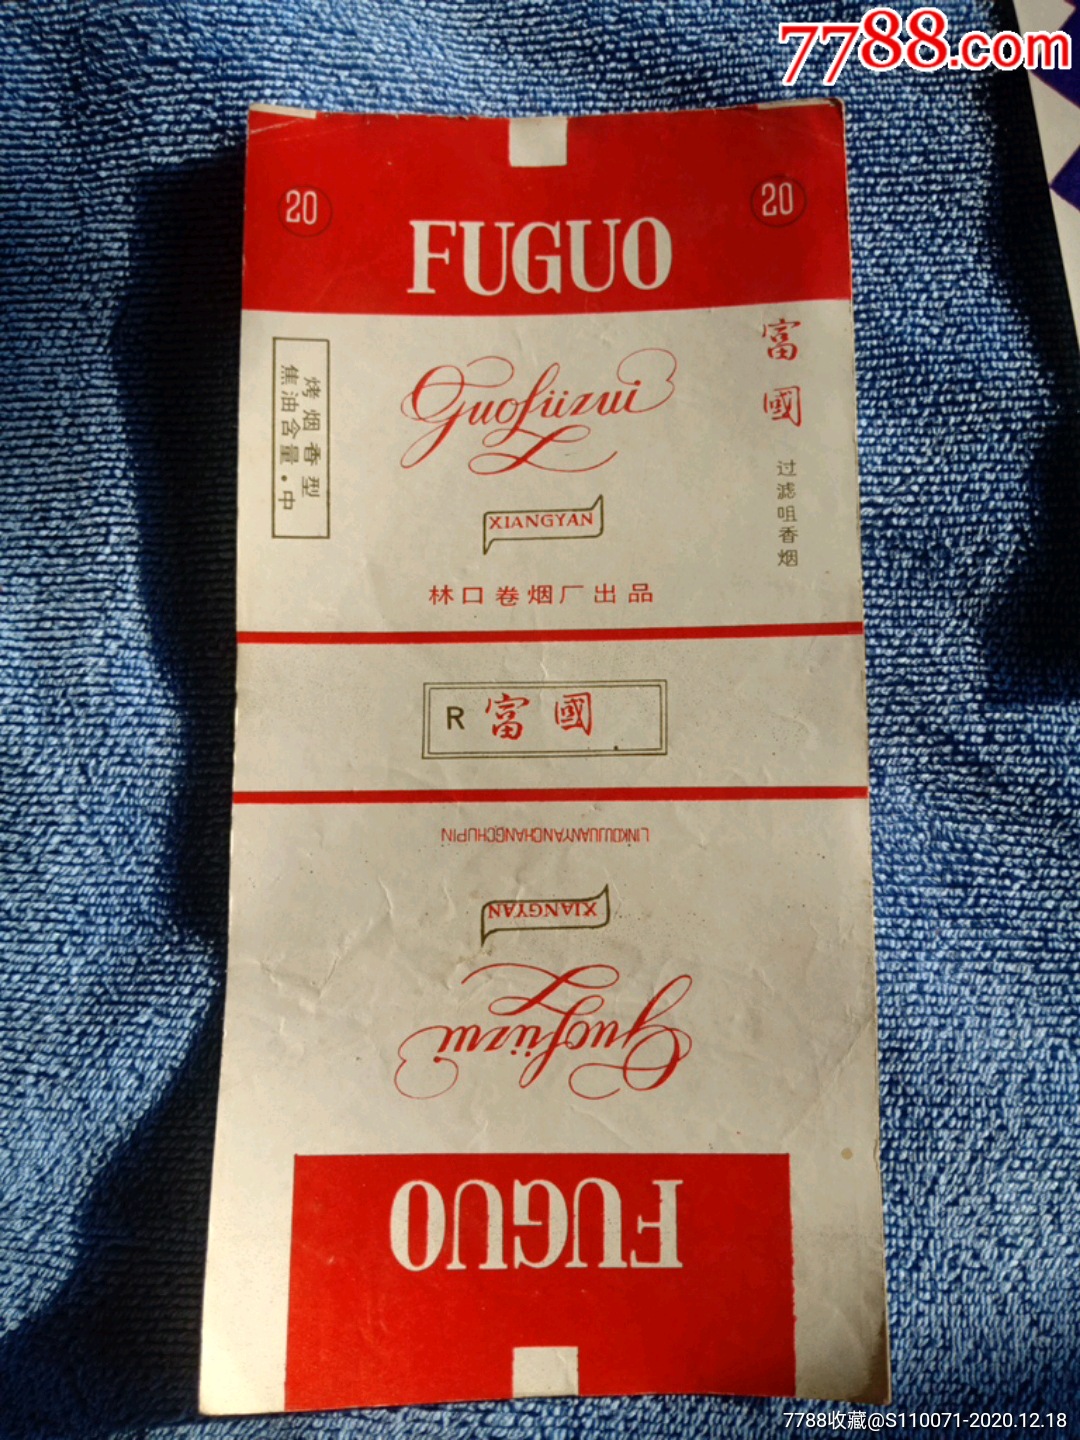 7788.com
20
20
FUGUO
富國
过滤咀香烟
烤烟香型
焦油含量·中
Guolüzui
XIANGYAN
林口卷烟厂出品
R 富國
LINKOUJUANYANCHANGCHUPIN
XIANGYAN
Guolüzui
FUGUO
7788收藏@S110071-2020.12.18